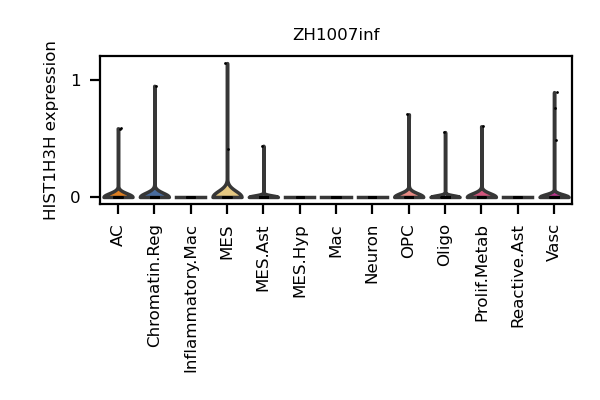 ZH1007inf
HIST1H3H expression
1
0
AC
Chromatin.Reg
Inflammatory.Mac
MES
MES.Ast
MES.Hyp
Mac
Neuron
OPC
Oligo
Prolif.Metab
Reactive.Ast
Vasc